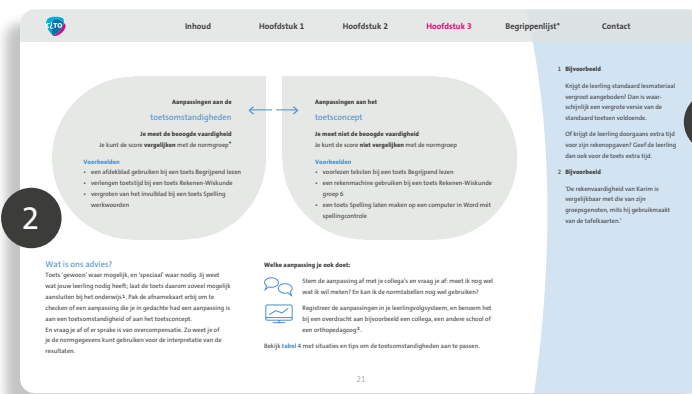 CITO
Inhoud
Hoofdstuk 1
Hoofdstuk 2
Hoofdstuk 3
Begrippenlijst*
Contact
Aanpassingen aan de
toetsomstandigheden
Je meet de beoogde vaardigheid
Je kunt de score vergelijken met de normgroep*
Voorbeelden
• een afdekblad gebruiken bij een toets Begrijpend lezen
• verlengen toetstijd bij een toets Rekenen-Wiskunde
• vergroten van het invulblad bij een toets Spelling
werkwoorden
Aanpassingen aan het
toetsconcept
Je meet niet de beoogde vaardigheid
Je kunt de score niet vergelijken met de normgroep
Voorbeelden
• voorlezen teksten bij een toets Begrijpend lezen
• een rekenmachine gebruiken bij een toets Rekenen-Wiskunde
groep 6
• een toets Spelling laten maken op een computer in Word mét
spellingcontrole
2
Wat is ons advies?
Toets 'gewoon' waar mogelijk, en 'speciaal' waar nodig. Jij weet
wat jouw leerling nodig heeft; laat de toets daarom zoveel mogelijk
aansluiten bij het onderwijs¹. Pak de afnamekaart erbij om te
checken of een aanpassing die je in gedachte had een aanpassing is
aan een toetsomstandigheid of aan het toetsconcept.
En vraag je af of er sprake is van overcompensatie. Zo weet je of
je de normgegevens kunt gebruiken voor de interpretatie van de
resultaten.
Welke aanpassing je ook doet:
Stem de aanpassing af met je collega's en vraag je af: meet ik nog wel
wat ik wil meten? En kan ik de normtabellen nog wel gebruiken?
Registreer de aanpassingen in je leerlingvolgsysteem, en benoem het
bij een overdracht aan bijvoorbeeld een collega, een andere school of
een orthopedagoog².
Bekijk tabel 4 met situaties en tips om de toetsomstandigheden aan te passen.
1 Bijvoorbeeld
Krijgt de leerling standaard lesmateriaal
vergroot aangeboden? Dan is waar-
schijnlijk een vergrote versie van de
standaard toetsen voldoende.
Of krijgt de leerling doorgaans extra tijd
voor zijn rekenopgaven? Geef de leerling
dan ook voor de toets extra tijd.
2 Bijvoorbeeld
'De rekenvaardigheid van Karim is
vergelijkbaar met die van zijn
groepsgenoten, mits hij gebruikmaakt
van de tafelkaarten.'
21